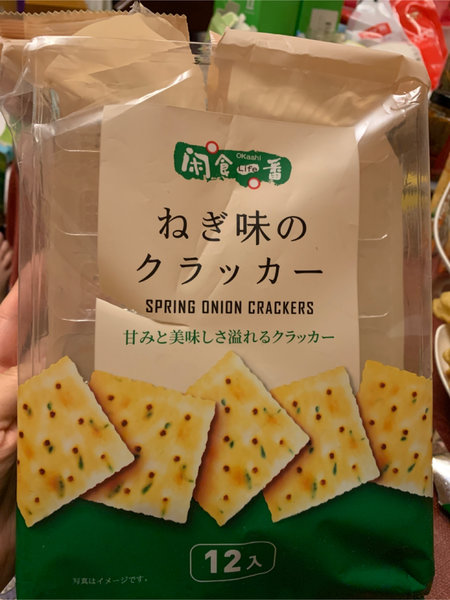 OKashi
闲食一番
Life
ねぎ味の
クラッカー
SPRING ONION CRACKERS
甘みと美味しさ溢れるクラッカー
12入
写真はイメージです。